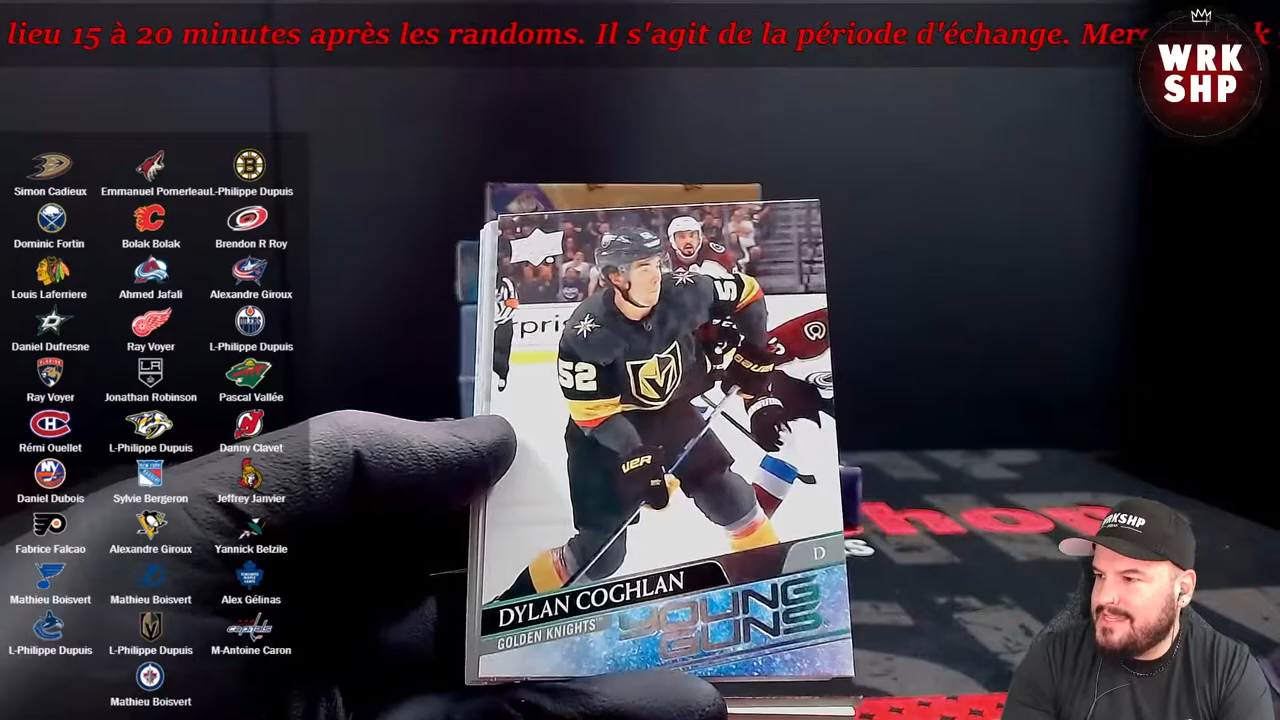 lieu 15 à 20 minutes après les randoms. Il s'agit de la période d'échange.
WRK
SHP
Simon Cadieux
Emmanuel Pomerleau
L-Philippe Dupuis
Dominic Fortin
Bolak Bolak
Brendon R Roy
Louis Laferriere
Ahmed Jafali
Alexandre Giroux
Daniel Dufresne
Ray Voyer
L-Philippe Dupuis
Ray Voyer
Jonathan Robinson
Pascal Vallée
Rémi Ouellet
L-Philippe Dupuis
Danny Clavet
Daniel Dubois
Sylvie Bergeron
Jeffrey Janvier
Fabrice Falcao
Alexandre Giroux
Yannick Belzile
Mathieu Boisvert
Mathieu Boisvert
Alex Gélinas
L-Philippe Dupuis
L-Philippe Dupuis
M-Antoine Caron
Mathieu Boisvert
52
D
DYLAN COGHLAN
GOLDEN KNIGHTS
YOUNG
GUNS
WRKSHP